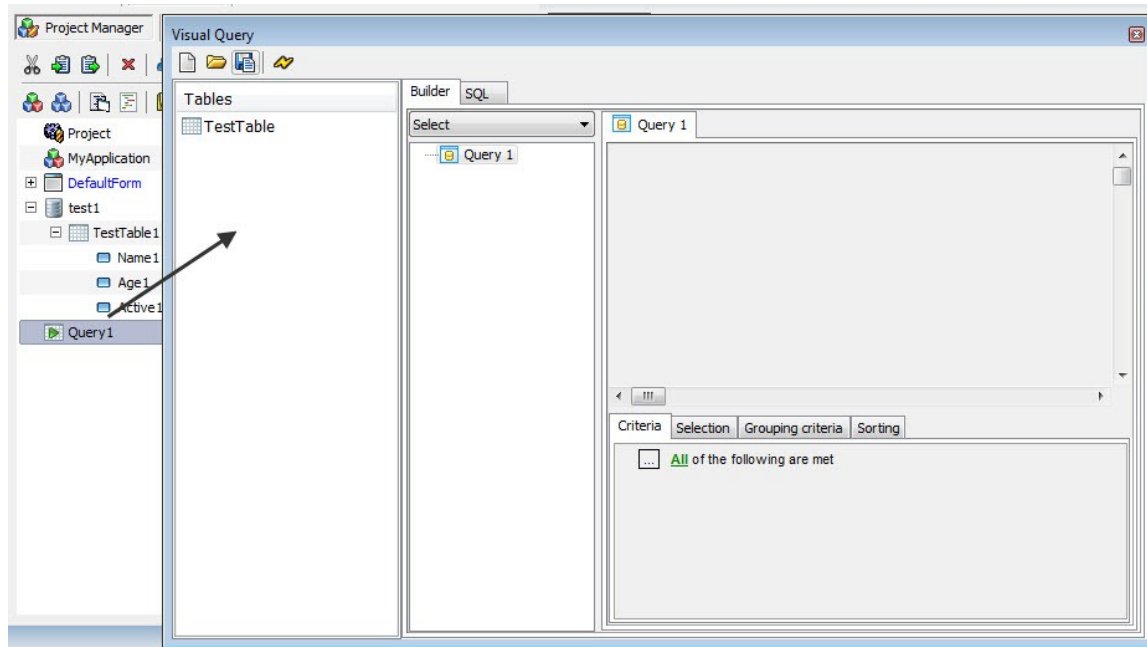 Project Manager
Visual Query
Tables
Builder
SQL
TestTable
Select
Query 1
Query 1
Project
MyApplication
DefaultForm
test1
TestTable1
Name1
Age1
Active1
Query1
Criteria
Selection
Grouping criteria
Sorting
... All of the following are met